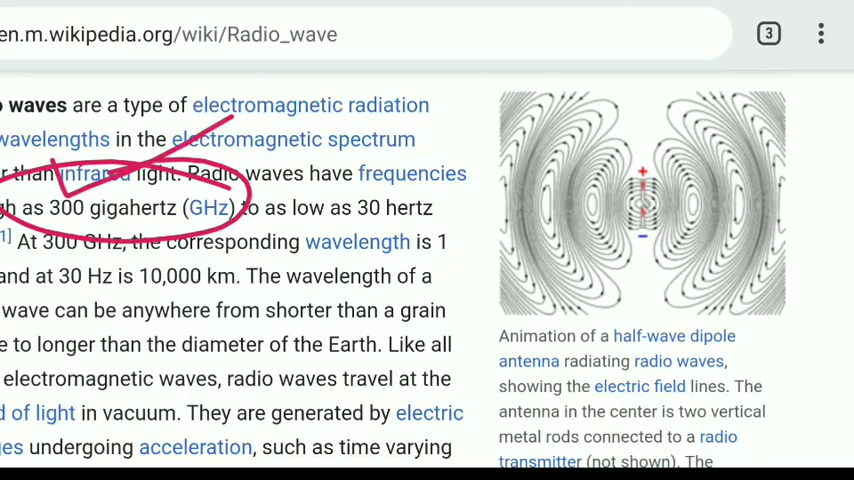 en.m.wikipedia.org/wiki/Radio_wave
3
waves are a type of electromagnetic radiation
wavelengths in the electromagnetic spectrum
than infrared light. Radio waves have frequencies
as 300 gigahertz (GHz) to as low as 30 hertz
1] At 300 GHz, the corresponding wavelength is 1
and at 30 Hz is 10,000 km. The wavelength of a
wave can be anywhere from shorter than a grain
to longer than the diameter of the Earth. Like all
electromagnetic waves, radio waves travel at the
of light in vacuum. They are generated by electric
undergoing acceleration, such as time varying
+
−
Animation of a half-wave dipole
antenna radiating radio waves,
showing the electric field lines. The
antenna in the center is two vertical
metal rods connected to a radio
transmitter (not shown). The